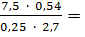 7,5 · 0,54
0,25 · 2,7 =